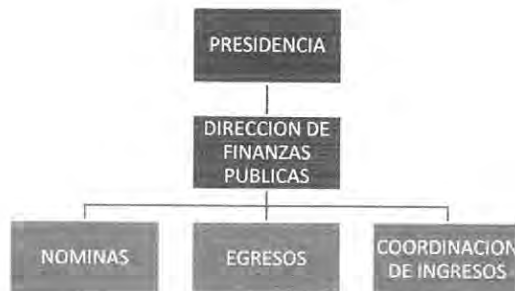 PRESIDENCIA
DIRECCION DE
FINANZAS
PUBLICAS
NOMINAS
EGRESOS
COORDINACION
DE INGRESOS